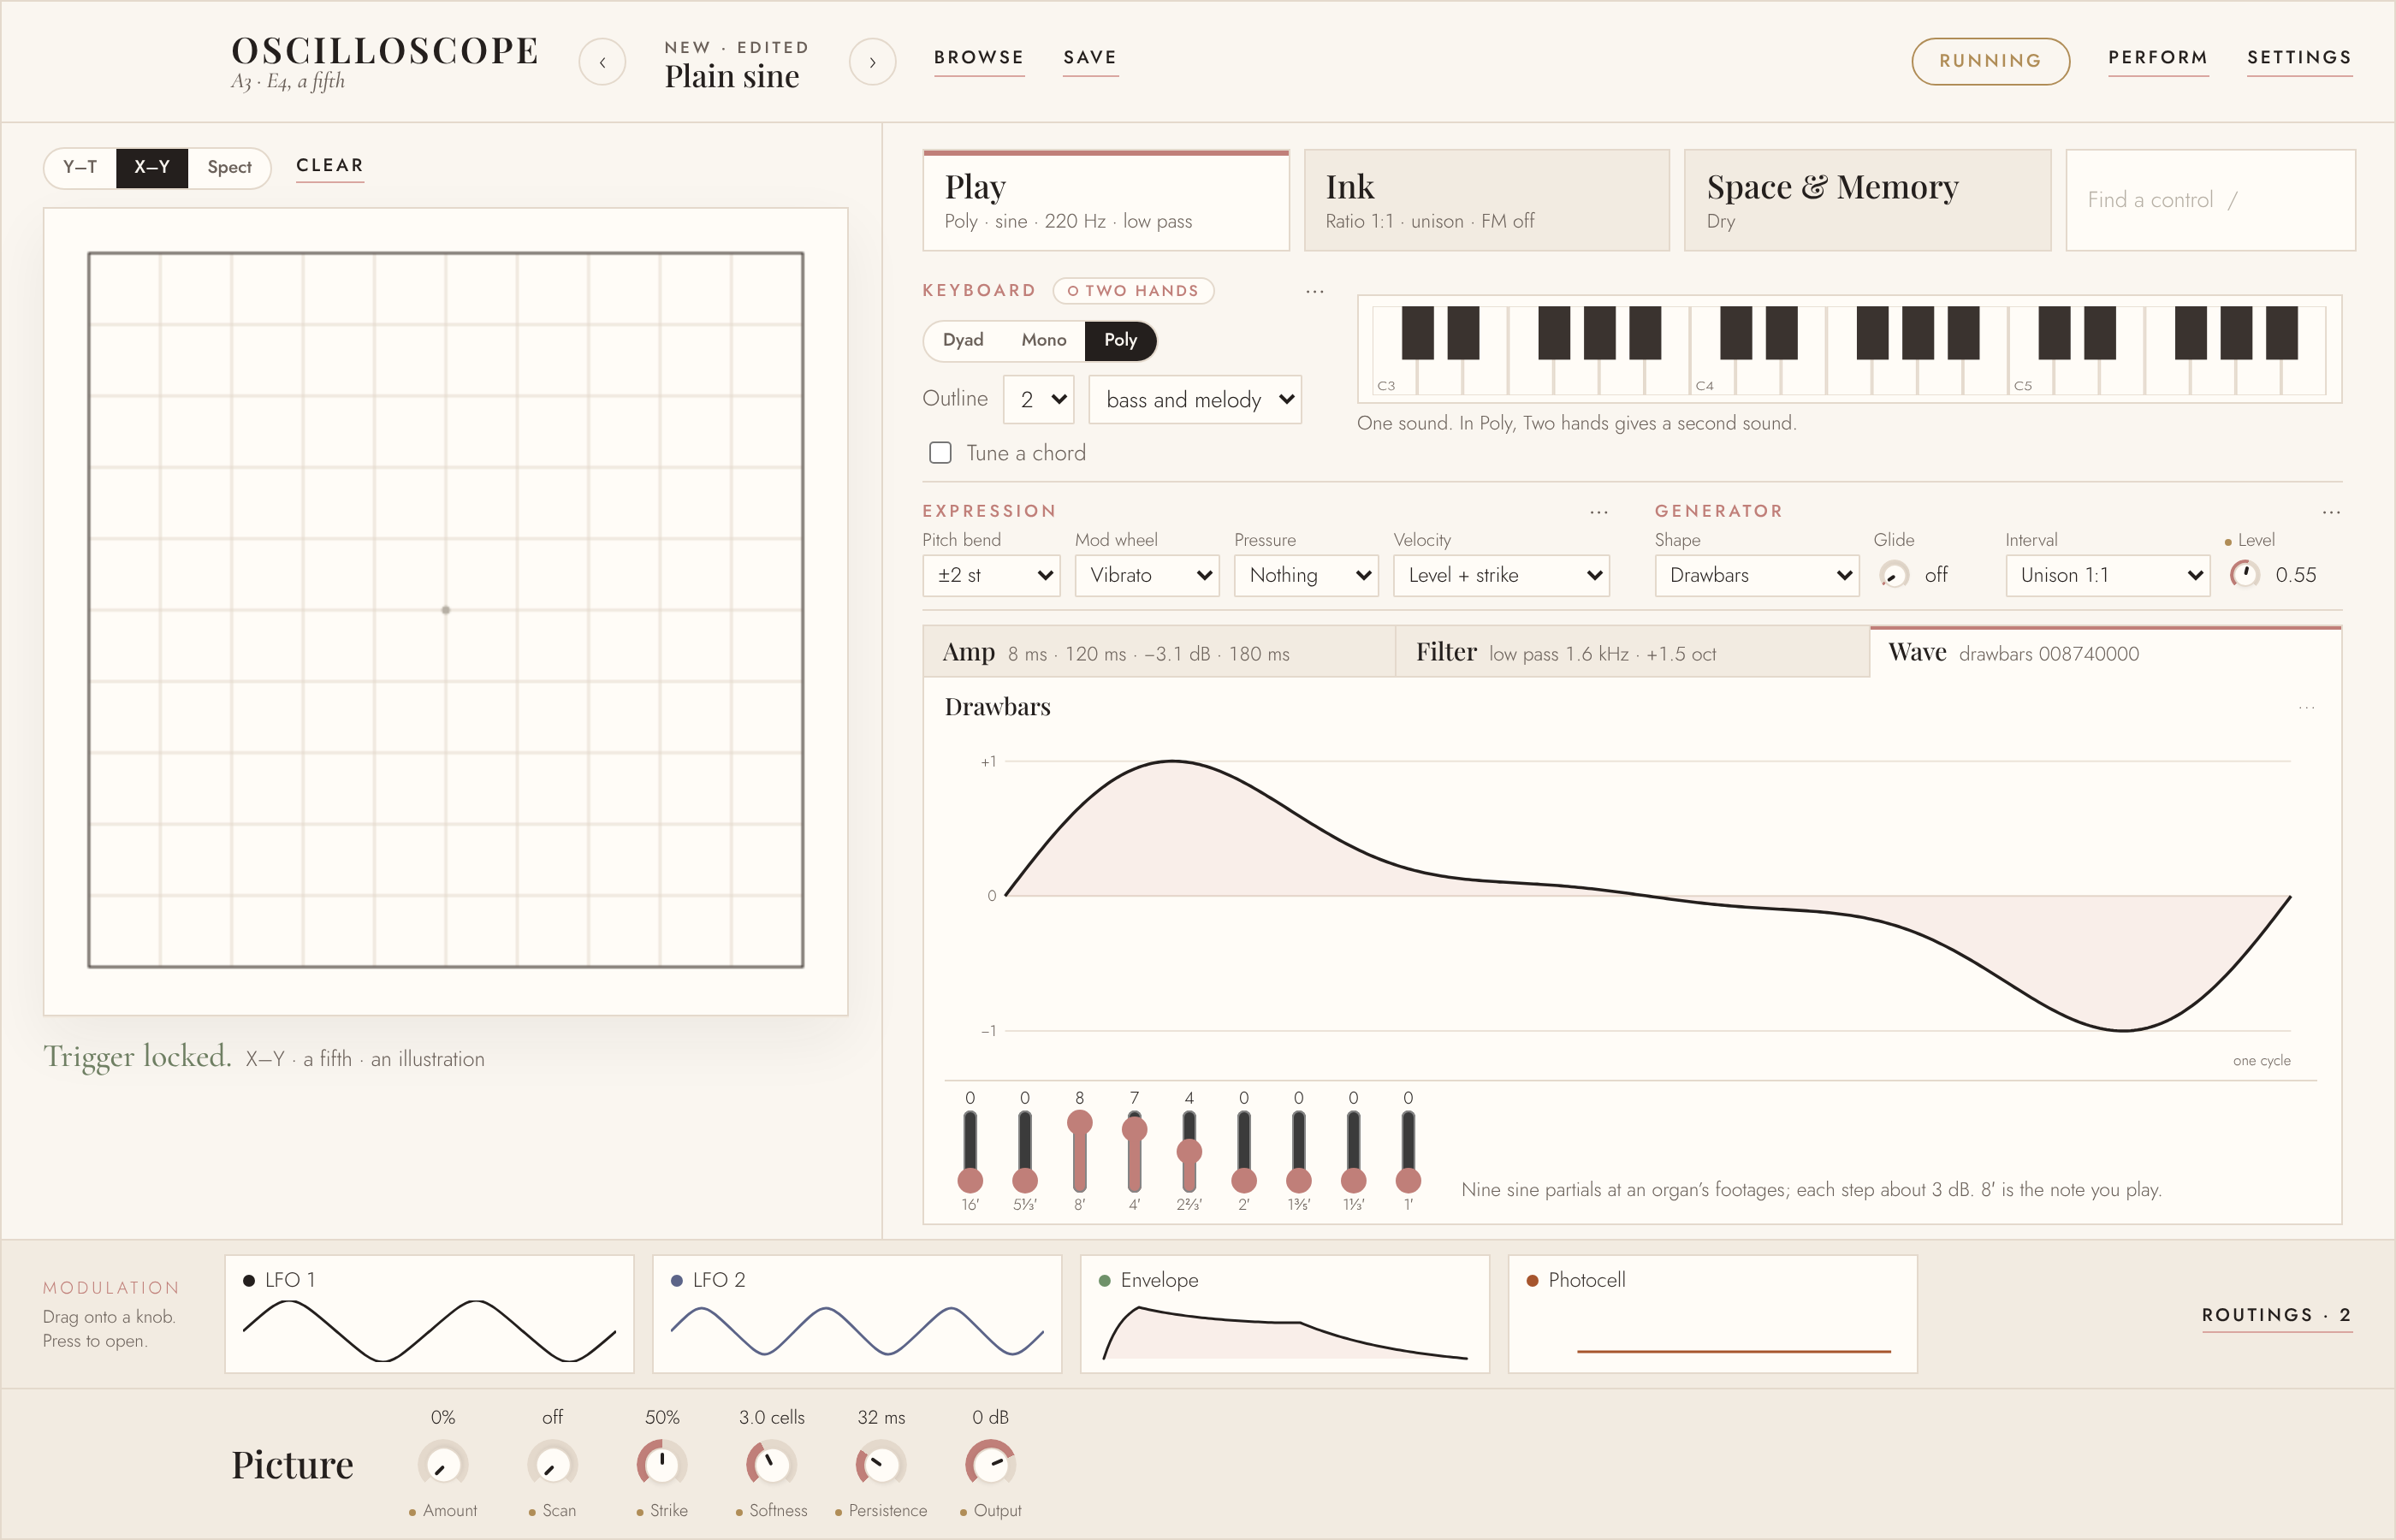 OSCILLOSCOPE
A3 · E4, a fifth
‹
NEW · EDITED
Plain sine
›
BROWSE
SAVE
RUNNING
PERFORM
SETTINGS
Y–T
X–Y
Spect
CLEAR
Trigger locked. X–Y · a fifth · an illustration
Play
Poly · sine · 220 Hz · low pass
Ink
Ratio 1:1 · unison · FM off
Space & Memory
Dry
Find a control /
KEYBOARD
TWO HANDS
···
Dyad
Mono
Poly
Outline
2
bass and melody
Tune a chord
C3
C4
C5
One sound. In Poly, Two hands gives a second sound.
EXPRESSION
···
Pitch bend
±2 st
Mod wheel
Vibrato
Pressure
Nothing
Velocity
Level + strike
GENERATOR
···
Shape
Drawbars
Glide
off
Interval
Unison 1:1
Level
0.55
Amp 8 ms · 120 ms · −3.1 dB · 180 ms
Filter low pass 1.6 kHz · +1.5 oct
Wave drawbars 008740000
Drawbars
···
+1
0
−1
one cycle
0 0 8 7 4 0 0 0 0
16′ 5⅓′ 8′ 4′ 2⅔′ 2′ 1⅗′ 1⅓′ 1′
Nine sine partials at an organ’s footages; each step about 3 dB. 8′ is the note you play.
MODULATION
Drag onto a knob.
Press to open.
LFO 1
LFO 2
Envelope
Photocell
ROUTINGS · 2
Picture
0%
Amount
off
Scan
50%
Strike
3.0 cells
Softness
32 ms
Persistence
0 dB
Output